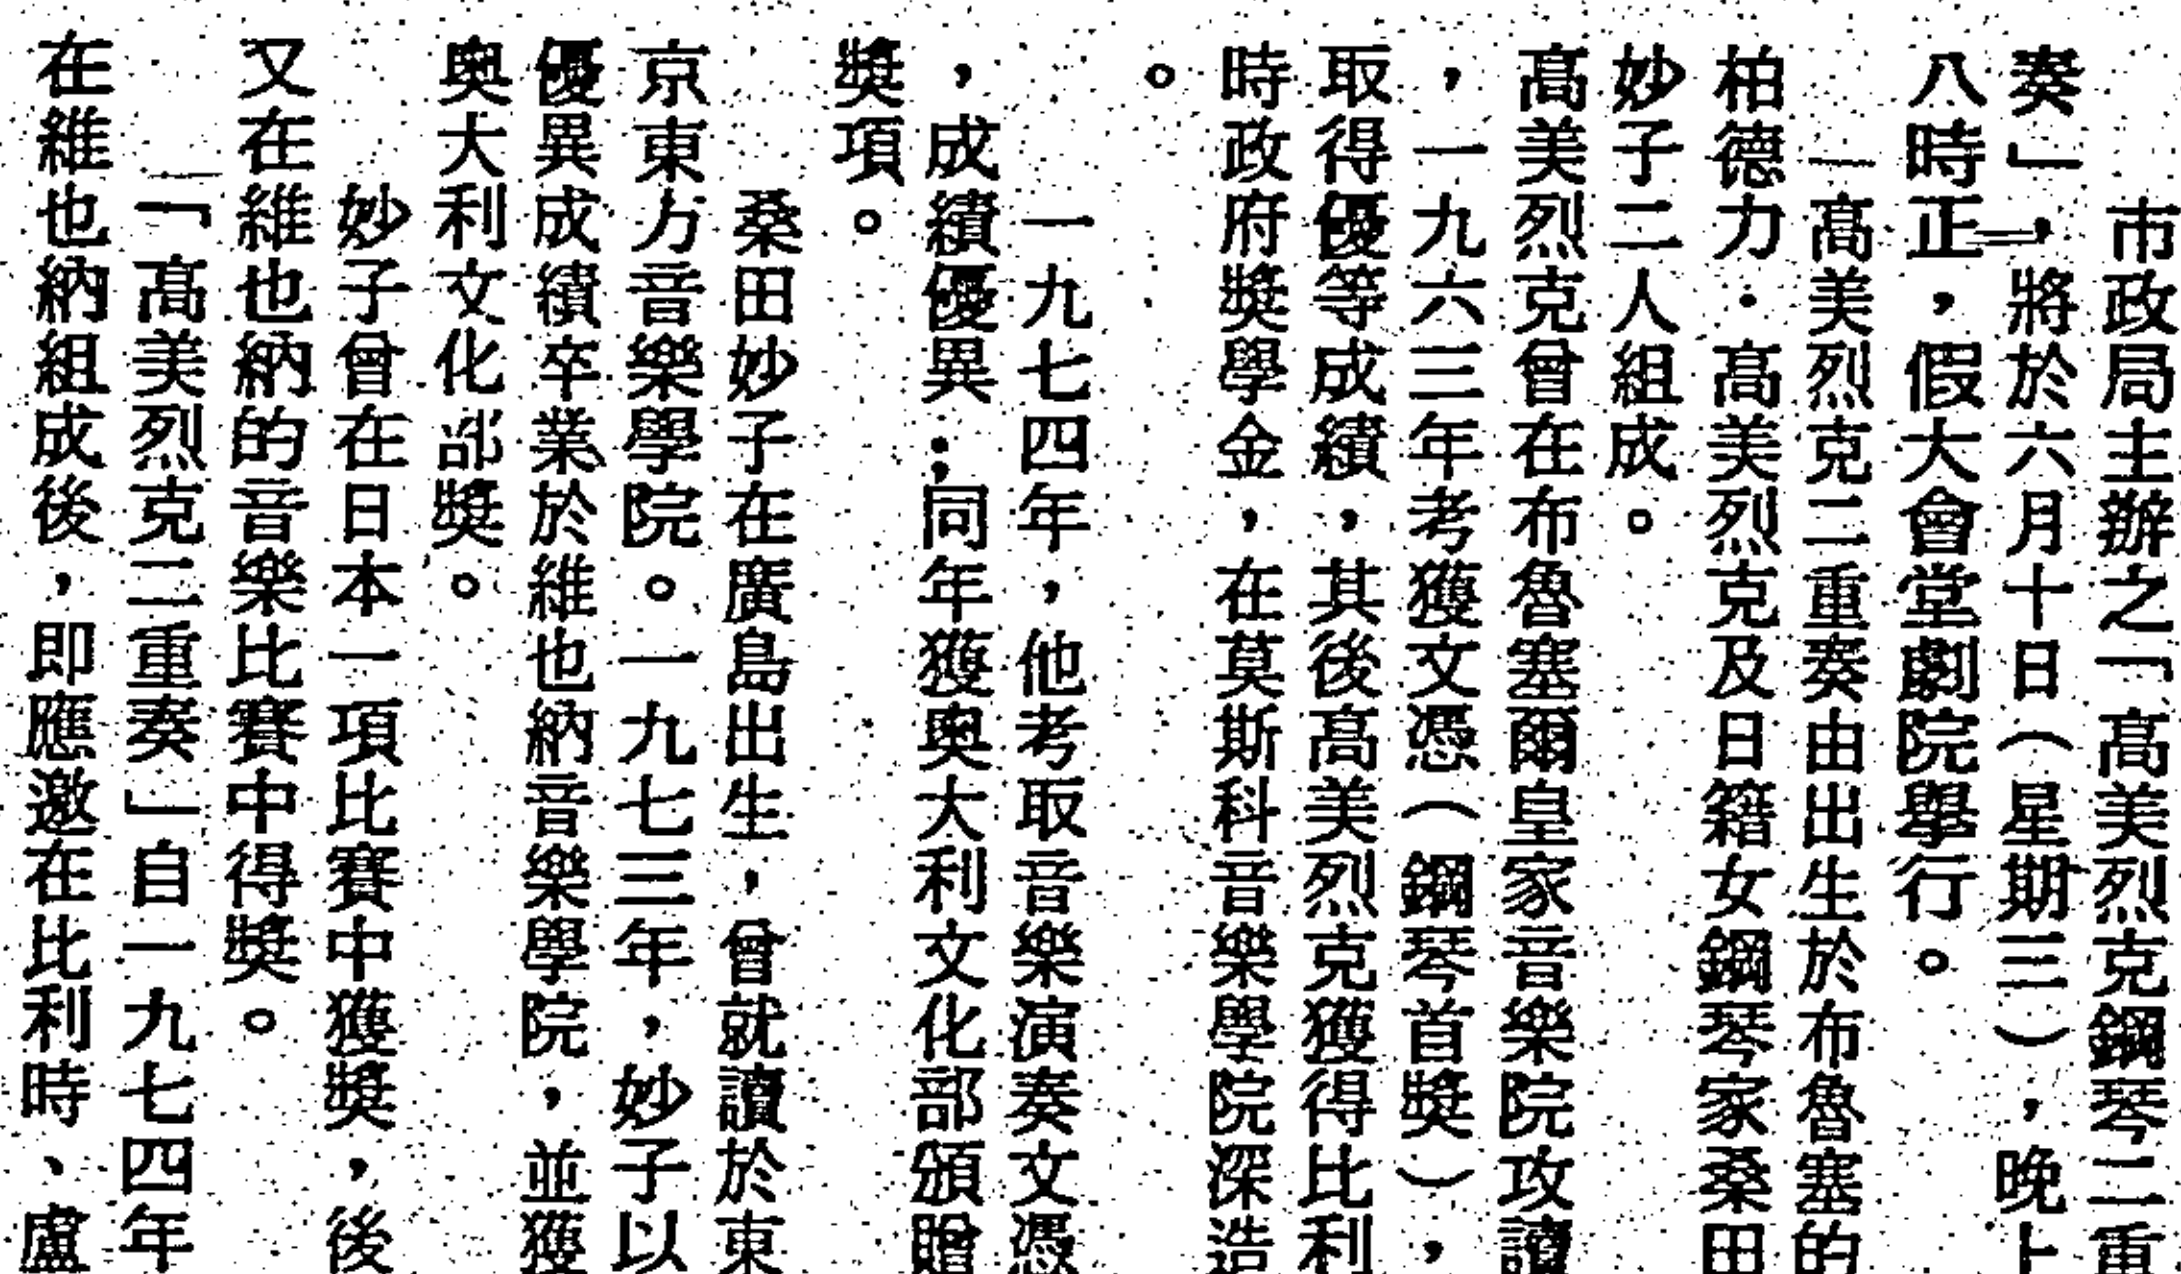 市政局主辦之「高美烈克鋼琴二重
奏」,將於六月十日(星期三),晚上
八時正,假大會堂劇院舉行。
高美烈克二重奏由出生於布魯塞的
柏德力·高美烈克及日籍女鋼琴家桑田
妙子二人組成。
高美烈克曾在布魯塞爾皇家音樂院攻讀
,一九六三年考獲文憑(鋼琴首獎),
取得優等成績,其後高美烈克獲得比利
時政府獎學金,在莫斯科音樂學院深造
。
一九七四年,他考取音樂演奏文憑
,成績優異;同年獲奧大利文化部頒贈
獎項。
桑田妙子在廣島出生,曾就讀於東
京東力音樂學院。一九七三年,妙子以
優異成績卒業於維也納音樂學院,並獲
奧大利文化部獎。
妙子曾在日本一項比賽中獲獎,後
又在維也納的音樂比賽中得獎。
「高美烈克二重奏」自一九七四年
在維也納組成後,即應邀在比利時、盧